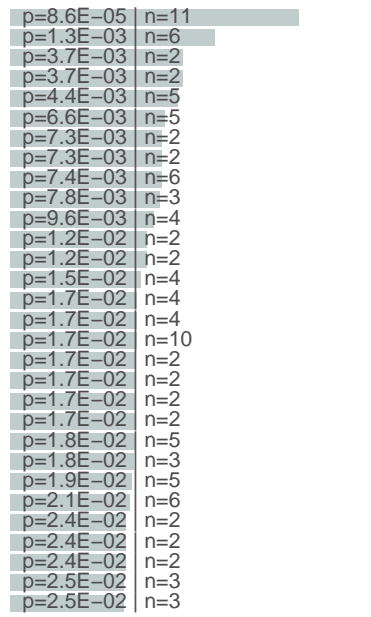 p=8.6E−05 | n=11
p=1.3E−03 | n=6
p=3.7E−03 | n=2
p=3.7E−03 | n=2
p=4.4E−03 | n=5
p=6.6E−03 | n=5
p=7.3E−03 | n=2
p=7.3E−03 | n=2
p=7.4E−03 | n=6
p=7.8E−03 | n=3
p=9.6E−03 | n=4
p=1.2E−02 | n=2
p=1.2E−02 | n=2
p=1.5E−02 | n=4
p=1.7E−02 | n=4
p=1.7E−02 | n=4
p=1.7E−02 | n=10
p=1.7E−02 | n=2
p=1.7E−02 | n=2
p=1.7E−02 | n=2
p=1.7E−02 | n=2
p=1.8E−02 | n=5
p=1.8E−02 | n=3
p=1.9E−02 | n=5
p=2.1E−02 | n=6
p=2.4E−02 | n=2
p=2.4E−02 | n=2
p=2.4E−02 | n=2
p=2.5E−02 | n=3
p=2.5E−02 | n=3